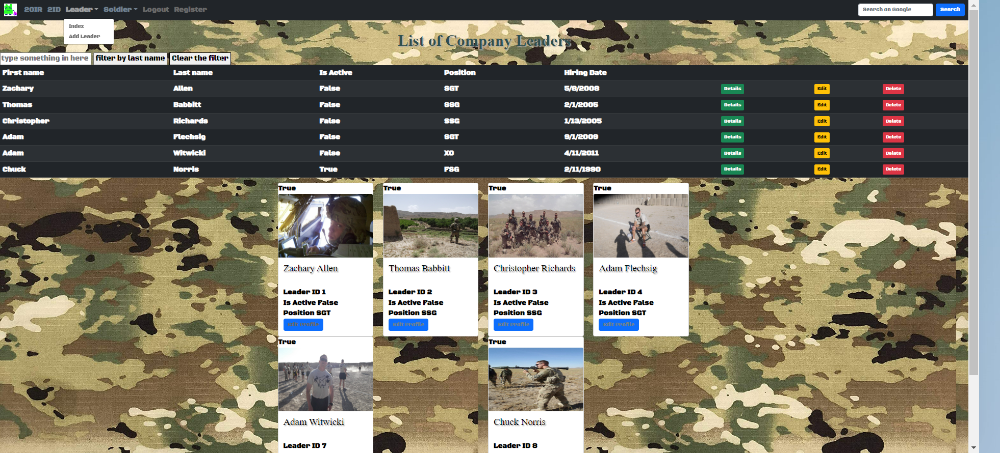 20IR 2ID Leader Soldier Logout Register Search on Google Search
Index
Add Leader
List of Company Leaders
type something in here filter by last name Clear the filter
First name Last name Is Active Position Hiring Date
Zachary Allen False SGT 5/8/2008 Details Edit Delete
Thomas Babbitt False SSG 2/1/2005 Details Edit Delete
Christopher Richards False SSG 1/13/2005 Details Edit Delete
Adam Flechsig False SGT 9/1/2009 Details Edit Delete
Adam Witwicki False XO 4/11/2011 Details Edit Delete
Chuck Norris True FSG 2/11/1990 Details Edit Delete
True True True True
Zachary Allen Thomas Babbitt Christopher Richards Adam Flechsig
Leader ID 1 Leader ID 2 Leader ID 3 Leader ID 4
Is Active False Is Active False Is Active False Is Active False
Position SGT Position SSG Position SSG Position SGT
Edit Profile Edit Profile Edit Profile Edit Profile
True True
Adam Witwicki Chuck Norris
Leader ID 7 Leader ID 8